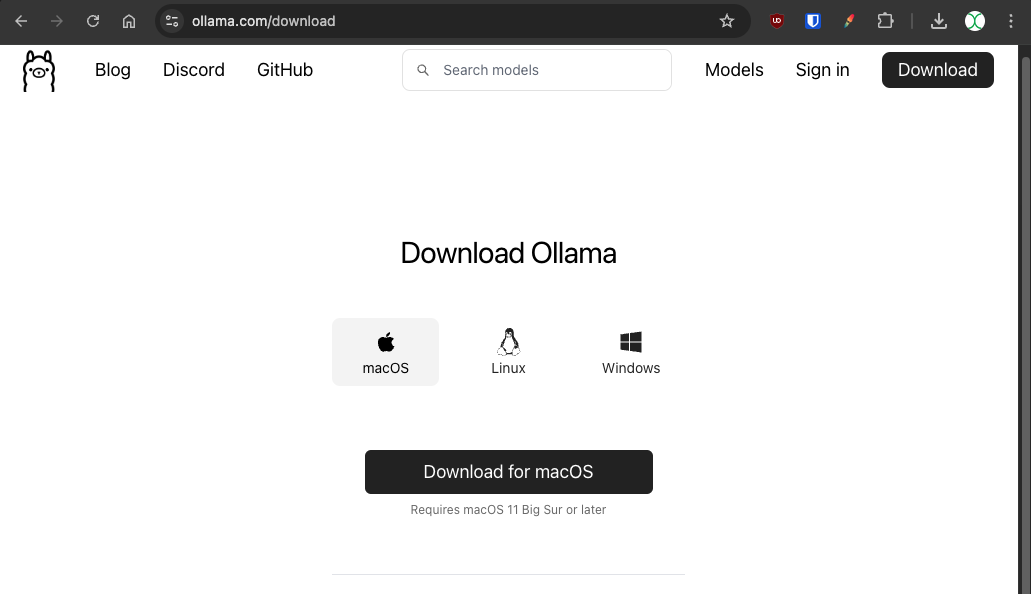 ollama.com/download
Blog Discord GitHub Search models Models Sign in Download
Download Ollama
macOS Linux Windows
Download for macOS
Requires macOS 11 Big Sur or later